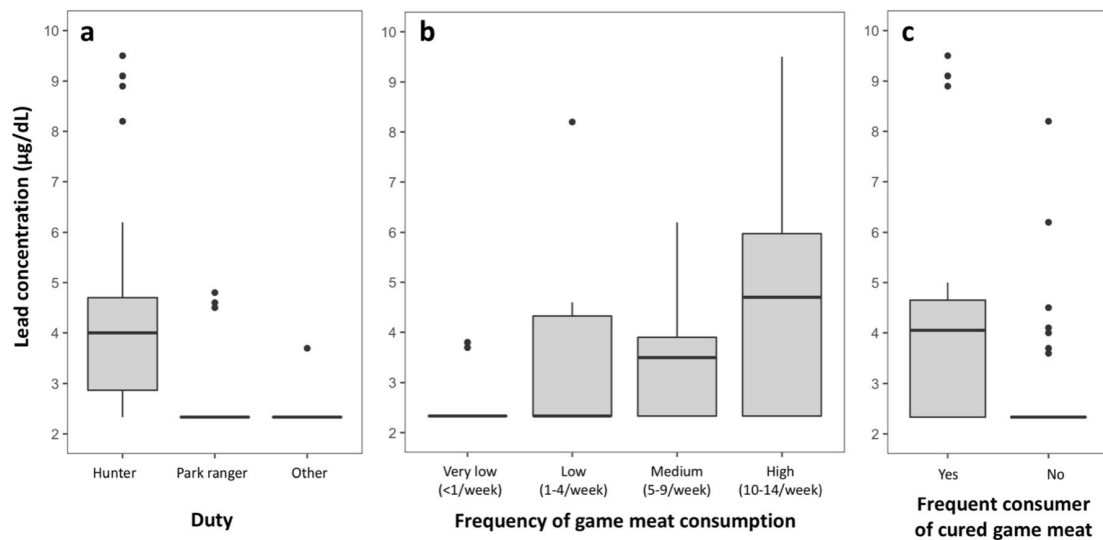 a
Lead concentration (µg/dL)
10
9
8
7
6
5
4
3
2
Hunter
Park ranger
Other
Duty
b
10
9
8
7
6
5
4
3
2
Very low
(<1/week)
Low
(1-4/week)
Medium
(5-9/week)
High
(10-14/week)
Frequency of game meat consumption
c
10
9
8
7
6
5
4
3
2
Yes
No
Frequent consumer
of cured game meat